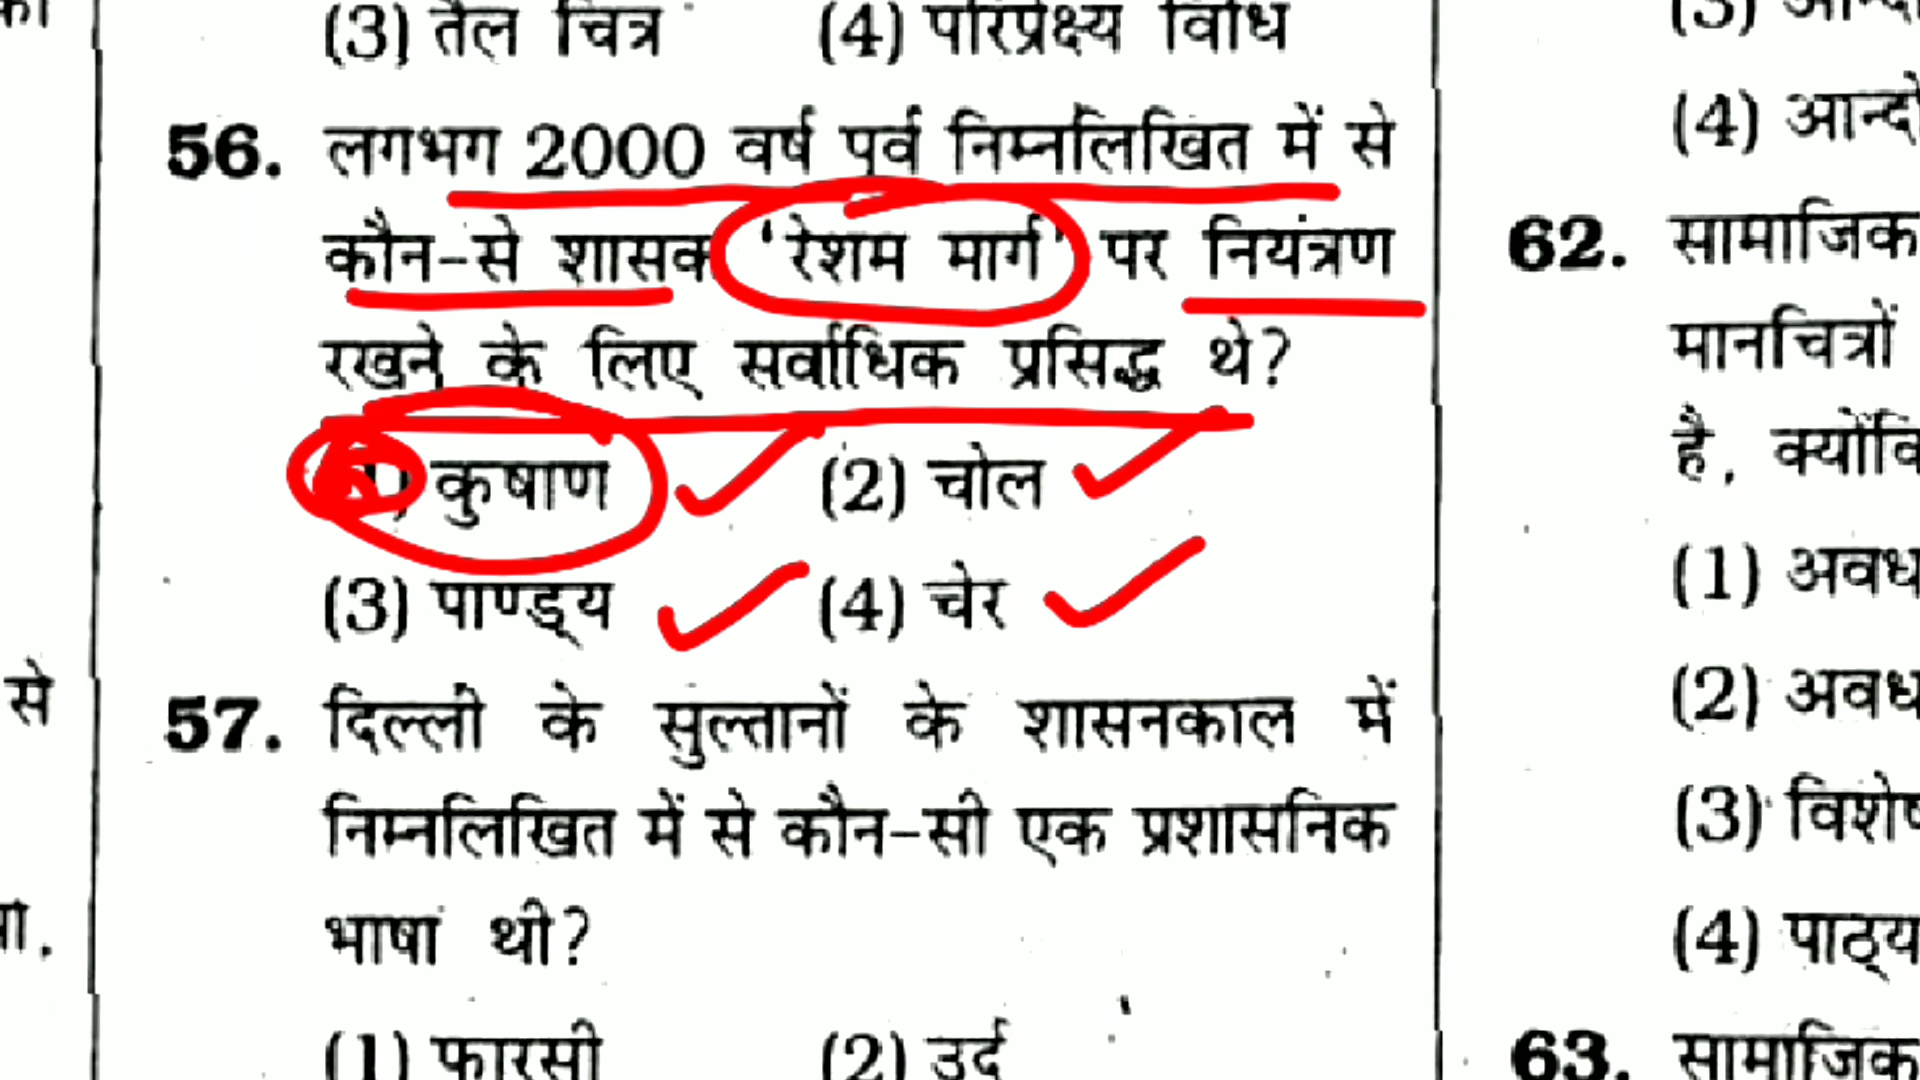 (3) तैल चित्र (4) परिप्रेक्ष्य विधि
56. लगभग 2000 वर्ष पूर्व निम्नलिखित में से
कौन-से शासक 'रेशम मार्ग' पर नियंत्रण
रखने के लिए सर्वाधिक प्रसिद्ध थे?
(1) कुषाण (2) चोल
(3) पाण्ड्य (4) चेर
57. दिल्ली के सुल्तानों के शासनकाल में
निम्नलिखित में से कौन-सी एक प्रशासनिक
भाषा थी?
(1) फारसी (2) उर्दू
से
(4)
62. सामाजिक
मानचित्रों
है, क्योंकि
(1) अवध
(2) अवध
(3)
(4) पाठ्य
63. सामाजिक